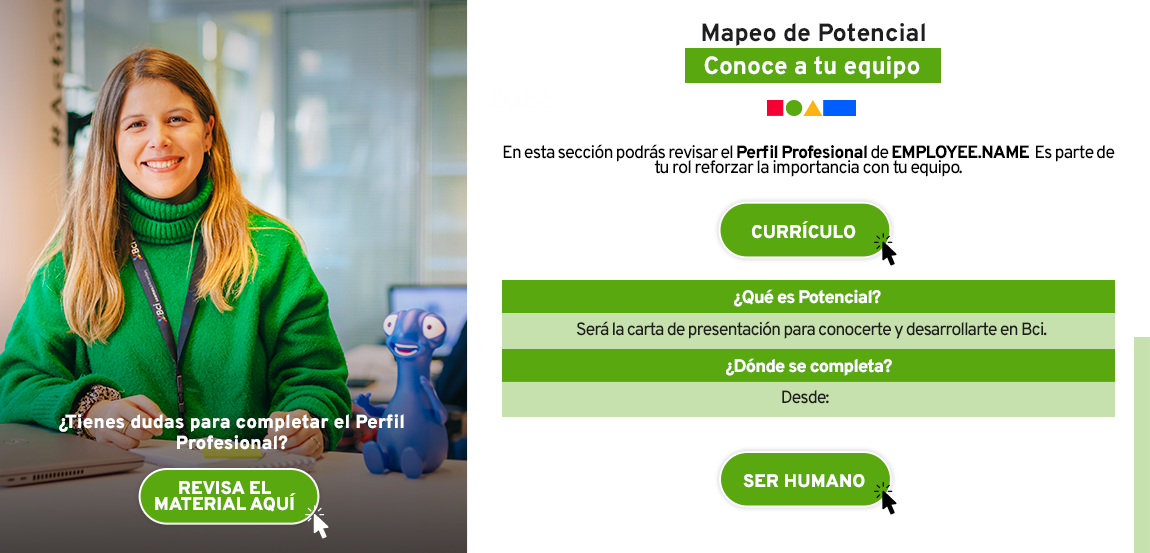 Mapeo de Potencial
Conoce a tu equipo
En esta sección podrás revisar el Perfil Profesional de EMPLOYEE.NAME Es parte de
tu rol reforzar la importancia con tu equipo.
CURRÍCULO
¿Qué es Potencial?
Será la carta de presentación para conocerte y desarrollarte en Bci.
¿Dónde se completa?
Desde:
SER HUMANO
Bci
Bci
¿Tienes dudas para completar el Perfil
Profesional?
REVISA EL
MATERIAL AQUÍ